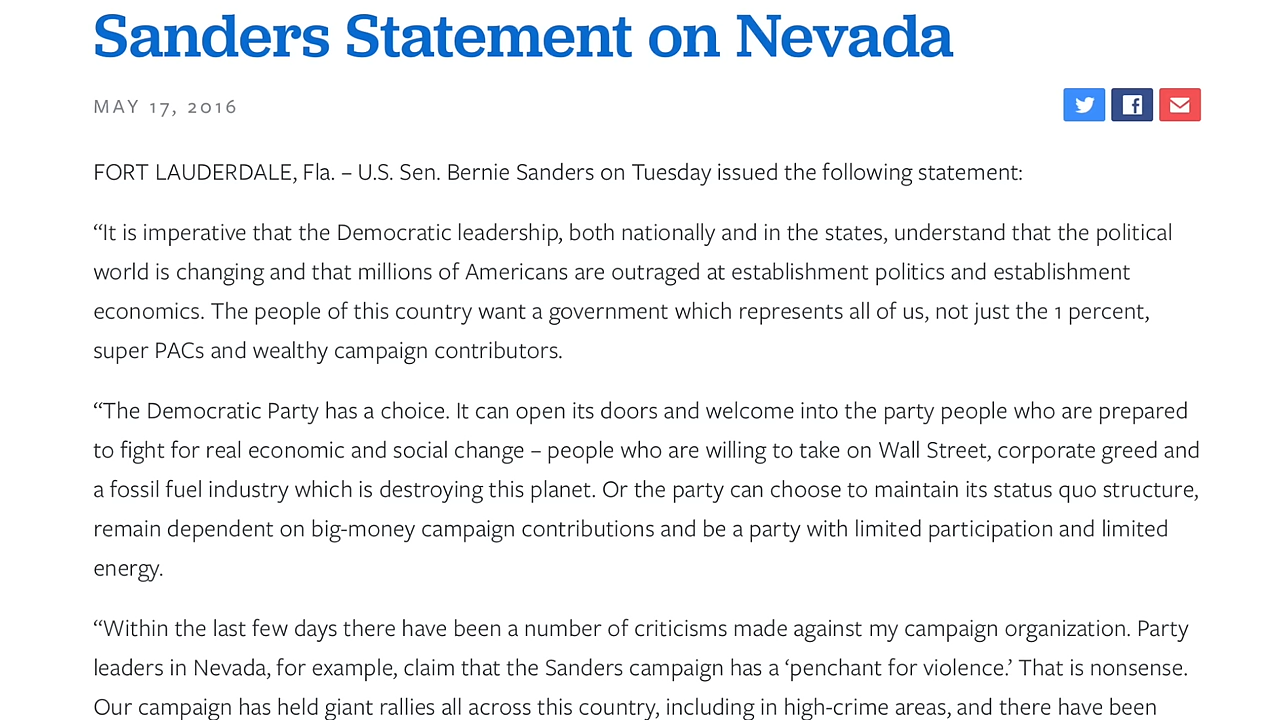 Sanders Statement on Nevada
MAY 17, 2016
FORT LAUDERDALE, Fla. – U.S. Sen. Bernie Sanders on Tuesday issued the following statement:
“It is imperative that the Democratic leadership, both nationally and in the states, understand that the political
world is changing and that millions of Americans are outraged at establishment politics and establishment
economics. The people of this country want a government which represents all of us, not just the 1 percent,
super PACs and wealthy campaign contributors.
“The Democratic Party has a choice. It can open its doors and welcome into the party people who are prepared
to fight for real economic and social change – people who are willing to take on Wall Street, corporate greed and
a fossil fuel industry which is destroying this planet. Or the party can choose to maintain its status quo structure,
remain dependent on big-money campaign contributions and be a party with limited participation and limited
energy.
“Within the last few days there have been a number of criticisms made against my campaign organization. Party
leaders in Nevada, for example, claim that the Sanders campaign has a ‘penchant for violence.’ That is nonsense.
Our campaign has held giant rallies all across this country, including in high-crime areas, and there have been